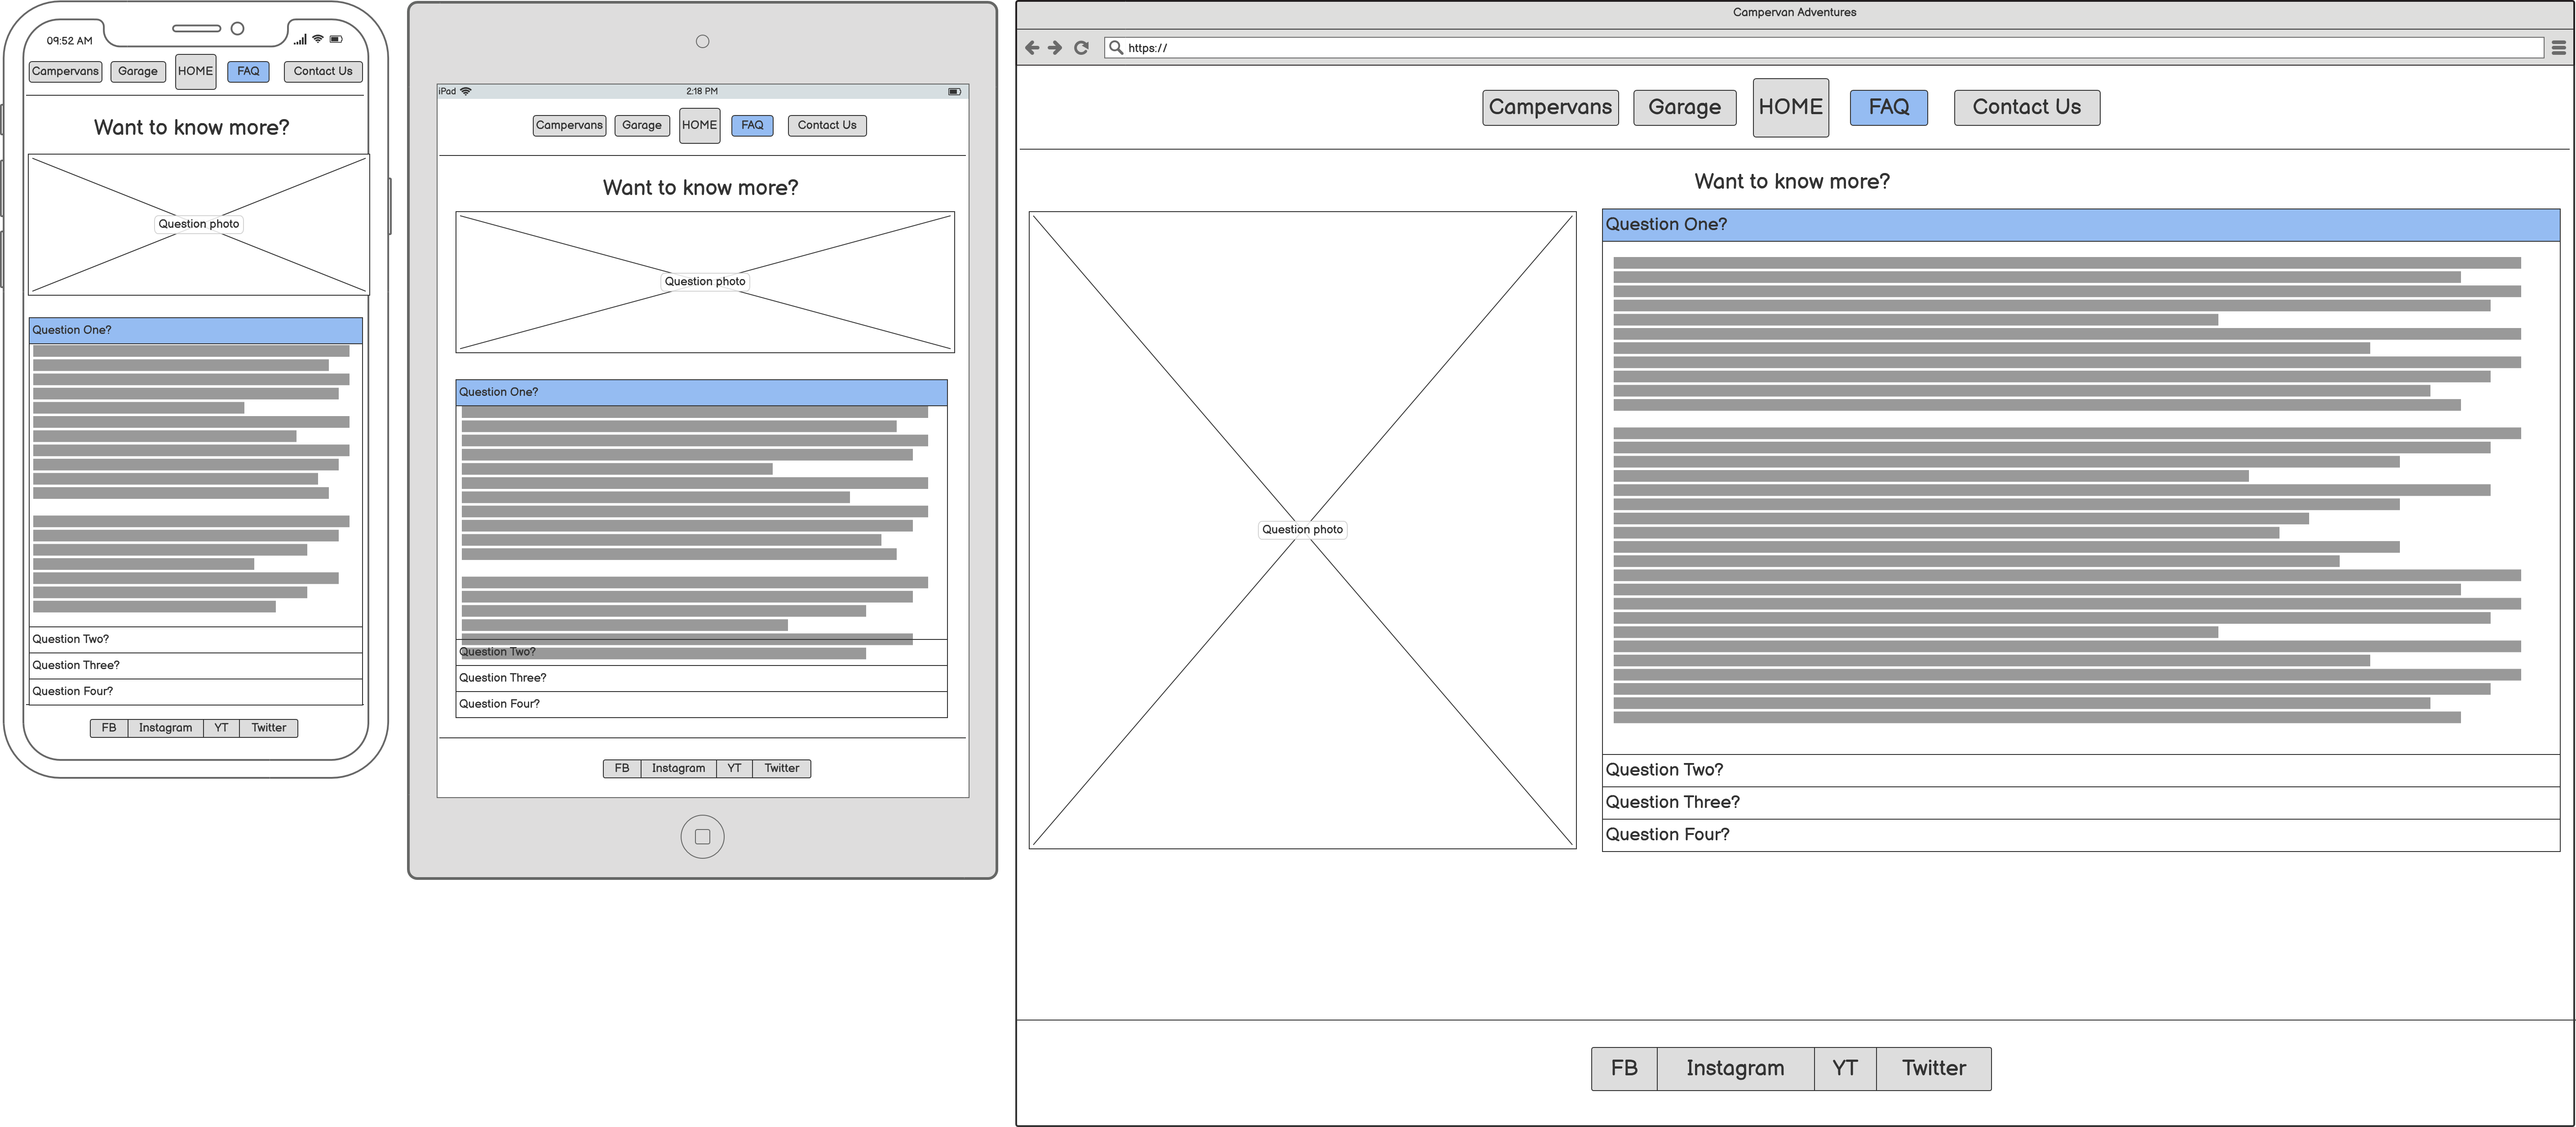 09:52 AM
Campervans Garage HOME FAQ Contact Us
Want to know more?
Question photo
Question One?
Question Two?
Question Three?
Question Four?
FB Instagram YT Twitter
iPad 2:18 PM
Campervans Garage HOME FAQ Contact Us
Want to know more?
Question photo
Question One?
Question Two?
Question Three?
Question Four?
FB Instagram YT Twitter
Campervan Adventures
https://
Campervans Garage HOME FAQ Contact Us
Want to know more?
Question photo
Question One?
Question Two?
Question Three?
Question Four?
FB Instagram YT Twitter